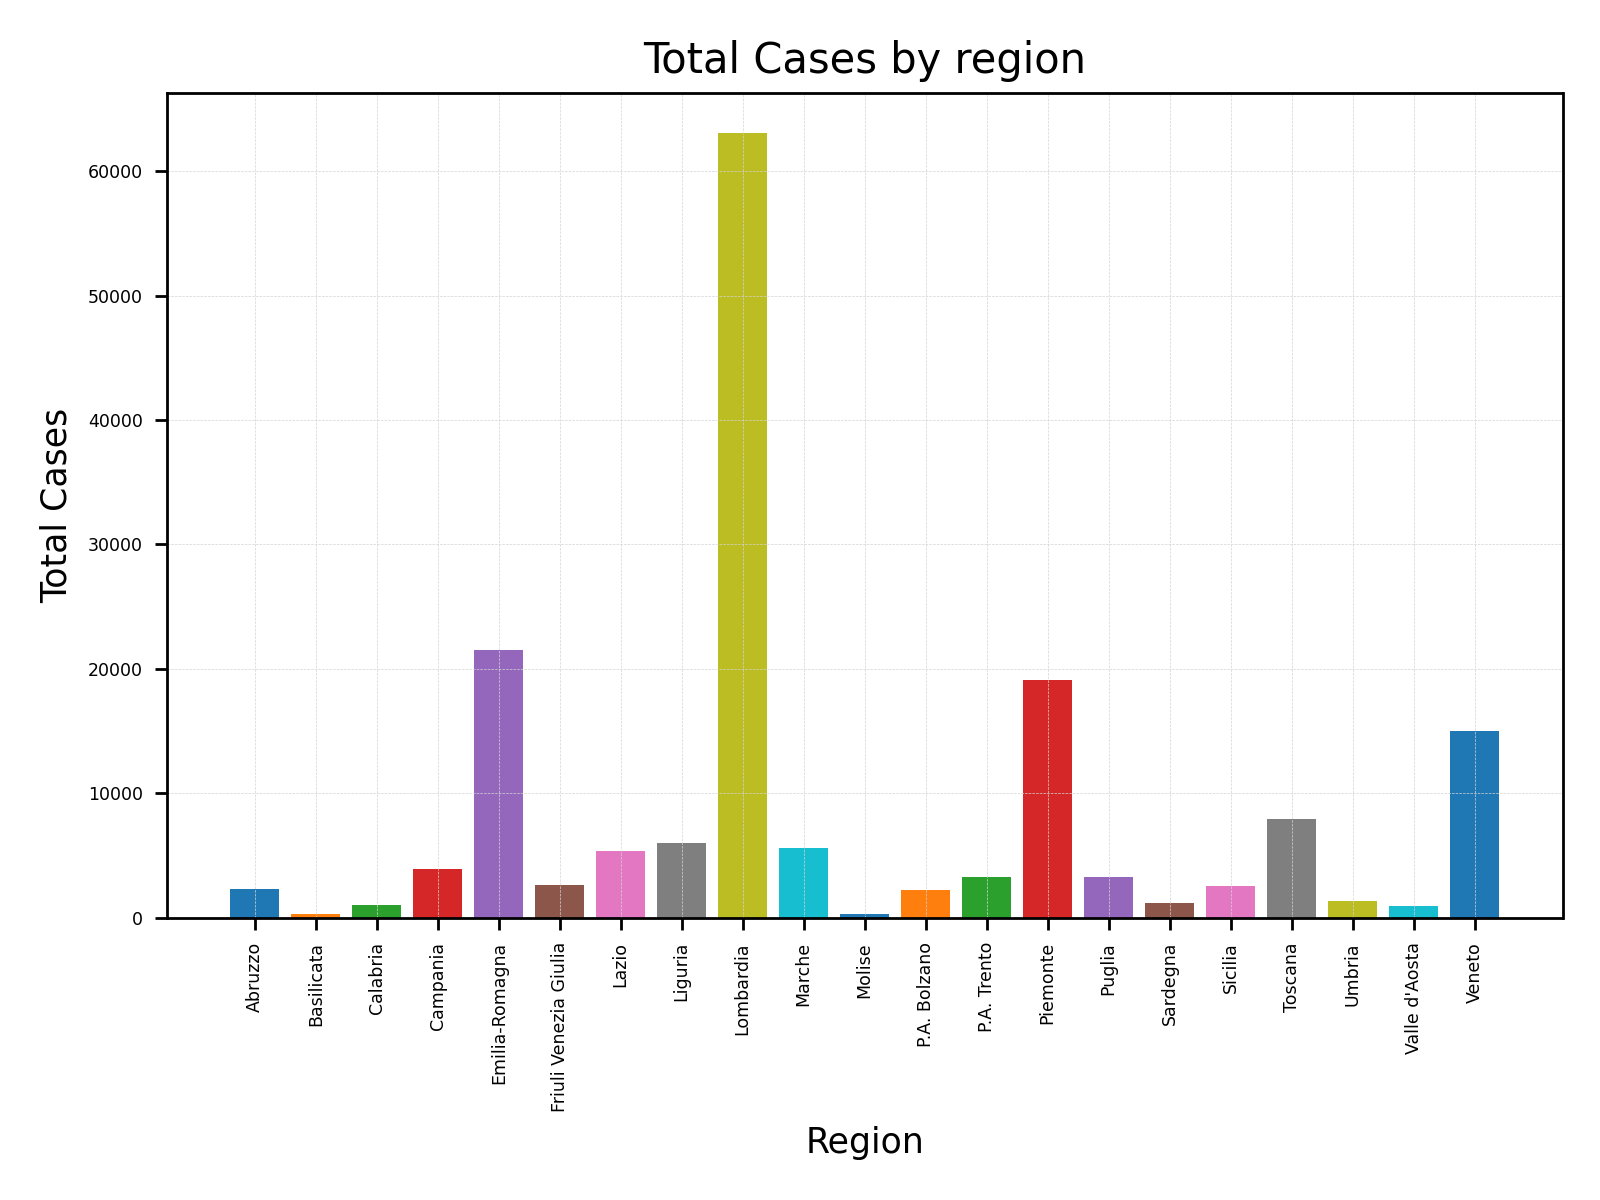 Total Cases by region
Total Cases
60000
50000
40000
30000
20000
10000
0
Abruzzo
Basilicata
Calabria
Campania
Emilia-Romagna
Friuli Venezia Giulia
Lazio
Liguria
Lombardia
Marche
Molise
P.A. Bolzano
P.A. Trento
Piemonte
Puglia
Sardegna
Sicilia
Toscana
Umbria
Valle d'Aosta
Veneto
Region